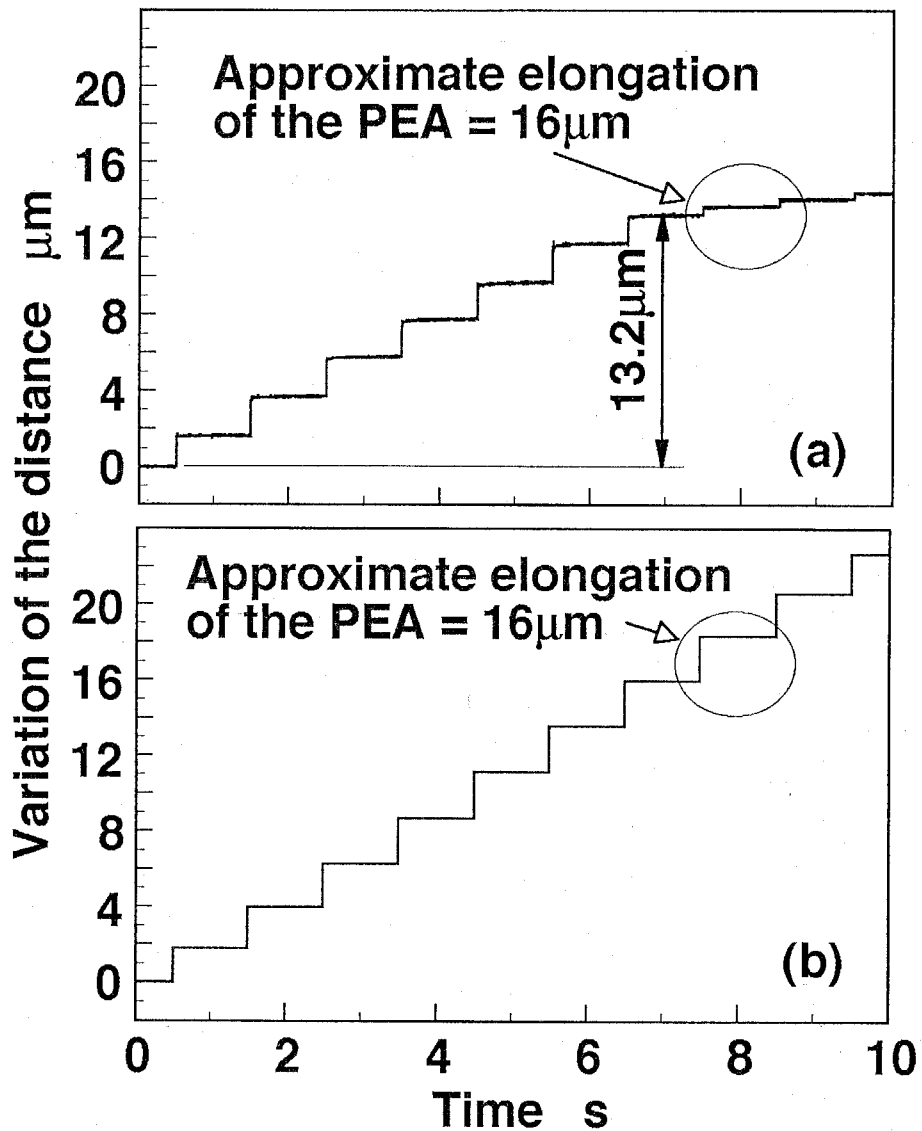 Variation of the distance μm
20
16
12
8
4
0
Approximate elongation
of the PEA = 16μm
13.2μm
(a)
20
16
12
8
4
0
Approximate elongation
of the PEA = 16μm
(b)
0 2 4 6 8 10
Time s